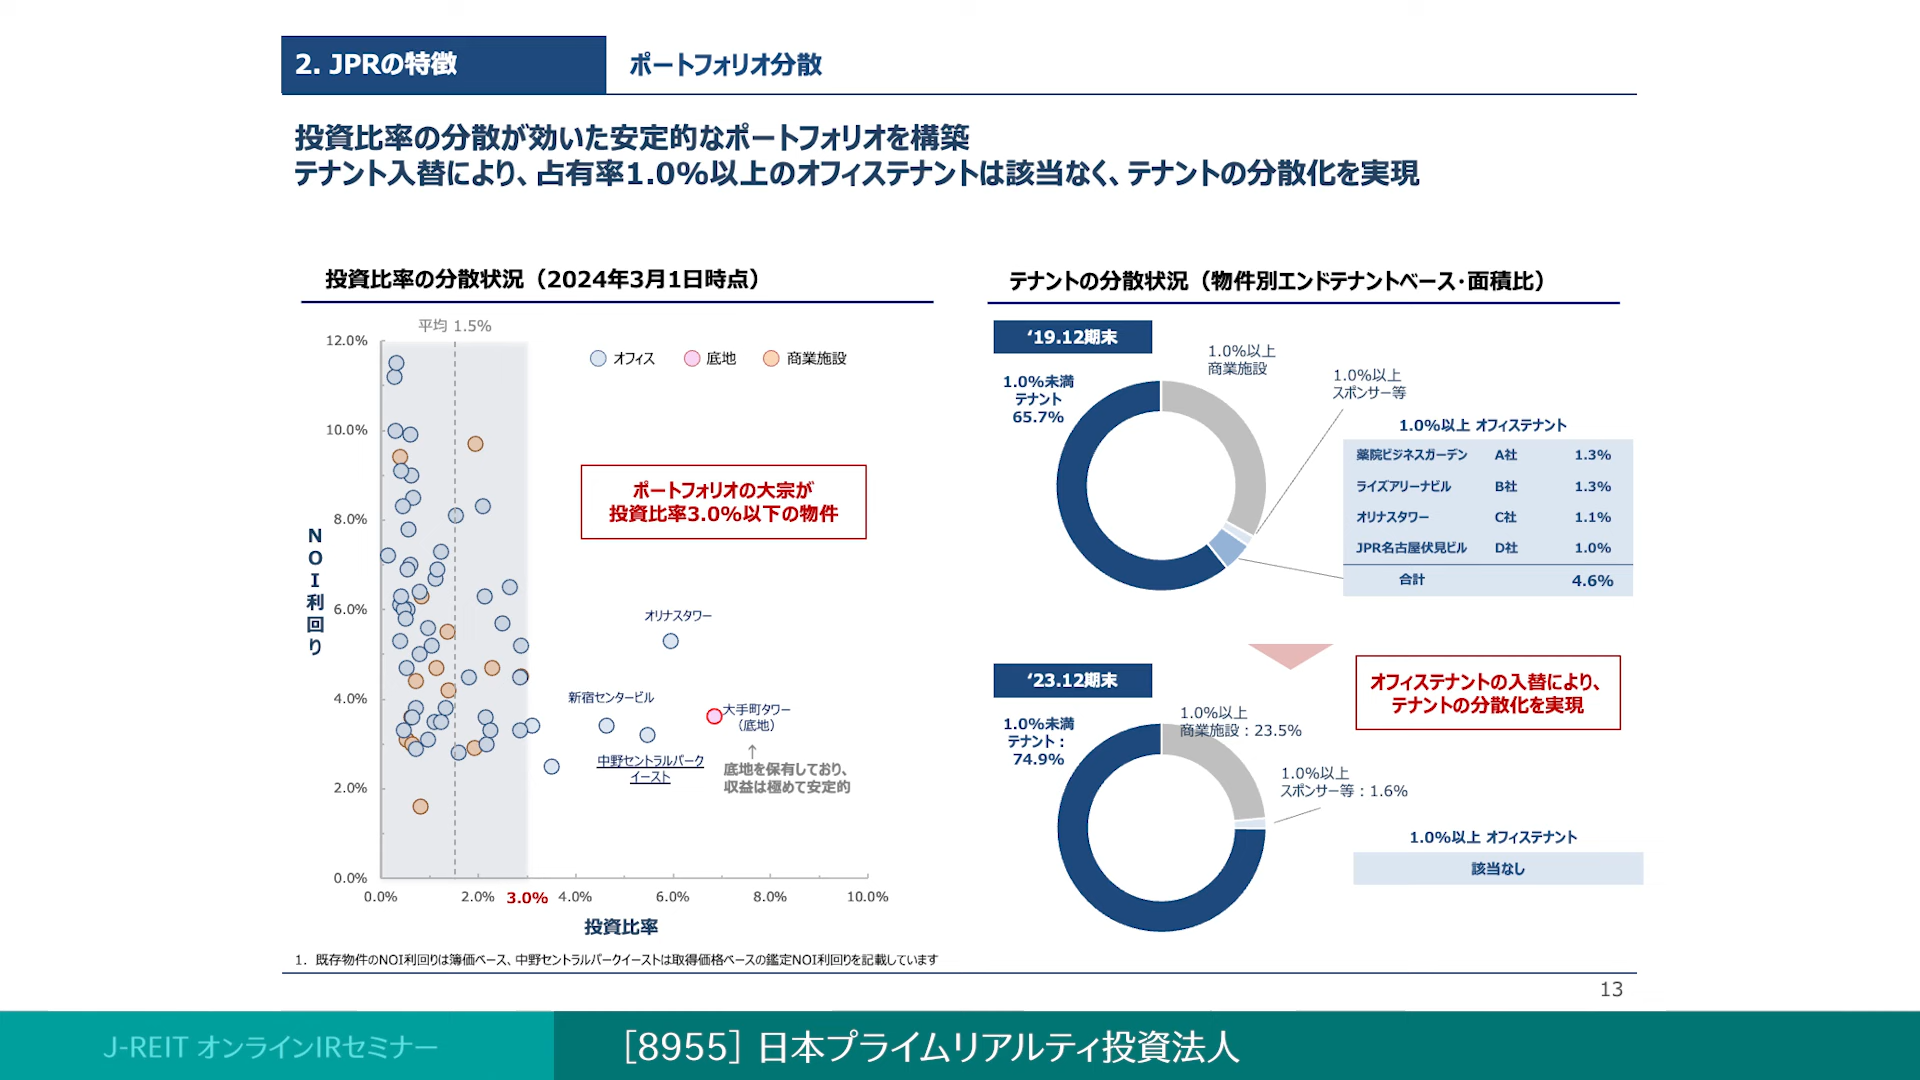 2. JPRの特徴
ポートフォリオ分散
投資比率の分散が効いた安定的なポートフォリオを構築
テナント入替により、占有率1.0%以上のオフィステナントは該当なく、テナントの分散化を実現
投資比率の分散状況（2024年3月1日時点）
平均 1.5%
オフィス
底地
商業施設
12.0%
10.0%
8.0%
6.0%
4.0%
2.0%
0.0%
NOI利回り
ポートフォリオの大宗が
投資比率3.0%以下の物件
オリナスタワー
新宿センタービル
大手町タワー
（底地）
中野セントラルパーク
イースト
↑
底地を保有しており、
収益は極めて安定的
0.0%
2.0%
3.0%
4.0%
6.0%
8.0%
10.0%
投資比率
テナントの分散状況（物件別エンドテナントベース・面積比）
‘19.12期末
1.0%未満
テナント
65.7%
1.0%以上
商業施設
1.0%以上
スポンサー等
1.0%以上 オフィステナント
薬院ビジネスガーデン A社 1.3%
ライズアリーナビル B社 1.3%
オリナスタワー C社 1.1%
JPR名古屋伏見ビル D社 1.0%
合計 4.6%
‘23.12期末
オフィステナントの入替により、
テナントの分散化を実現
1.0%未満
テナント：
74.9%
1.0%以上
商業施設：23.5%
1.0%以上
スポンサー等：1.6%
1.0%以上 オフィステナント
該当なし
1. 既存物件のNOI利回りは簿価ベース、中野セントラルパークイーストは取得価格ベースの鑑定NOI利回りを記載しています
13
J-REIT オンラインIRセミナー
［8955］日本プライムリアルティ投資法人